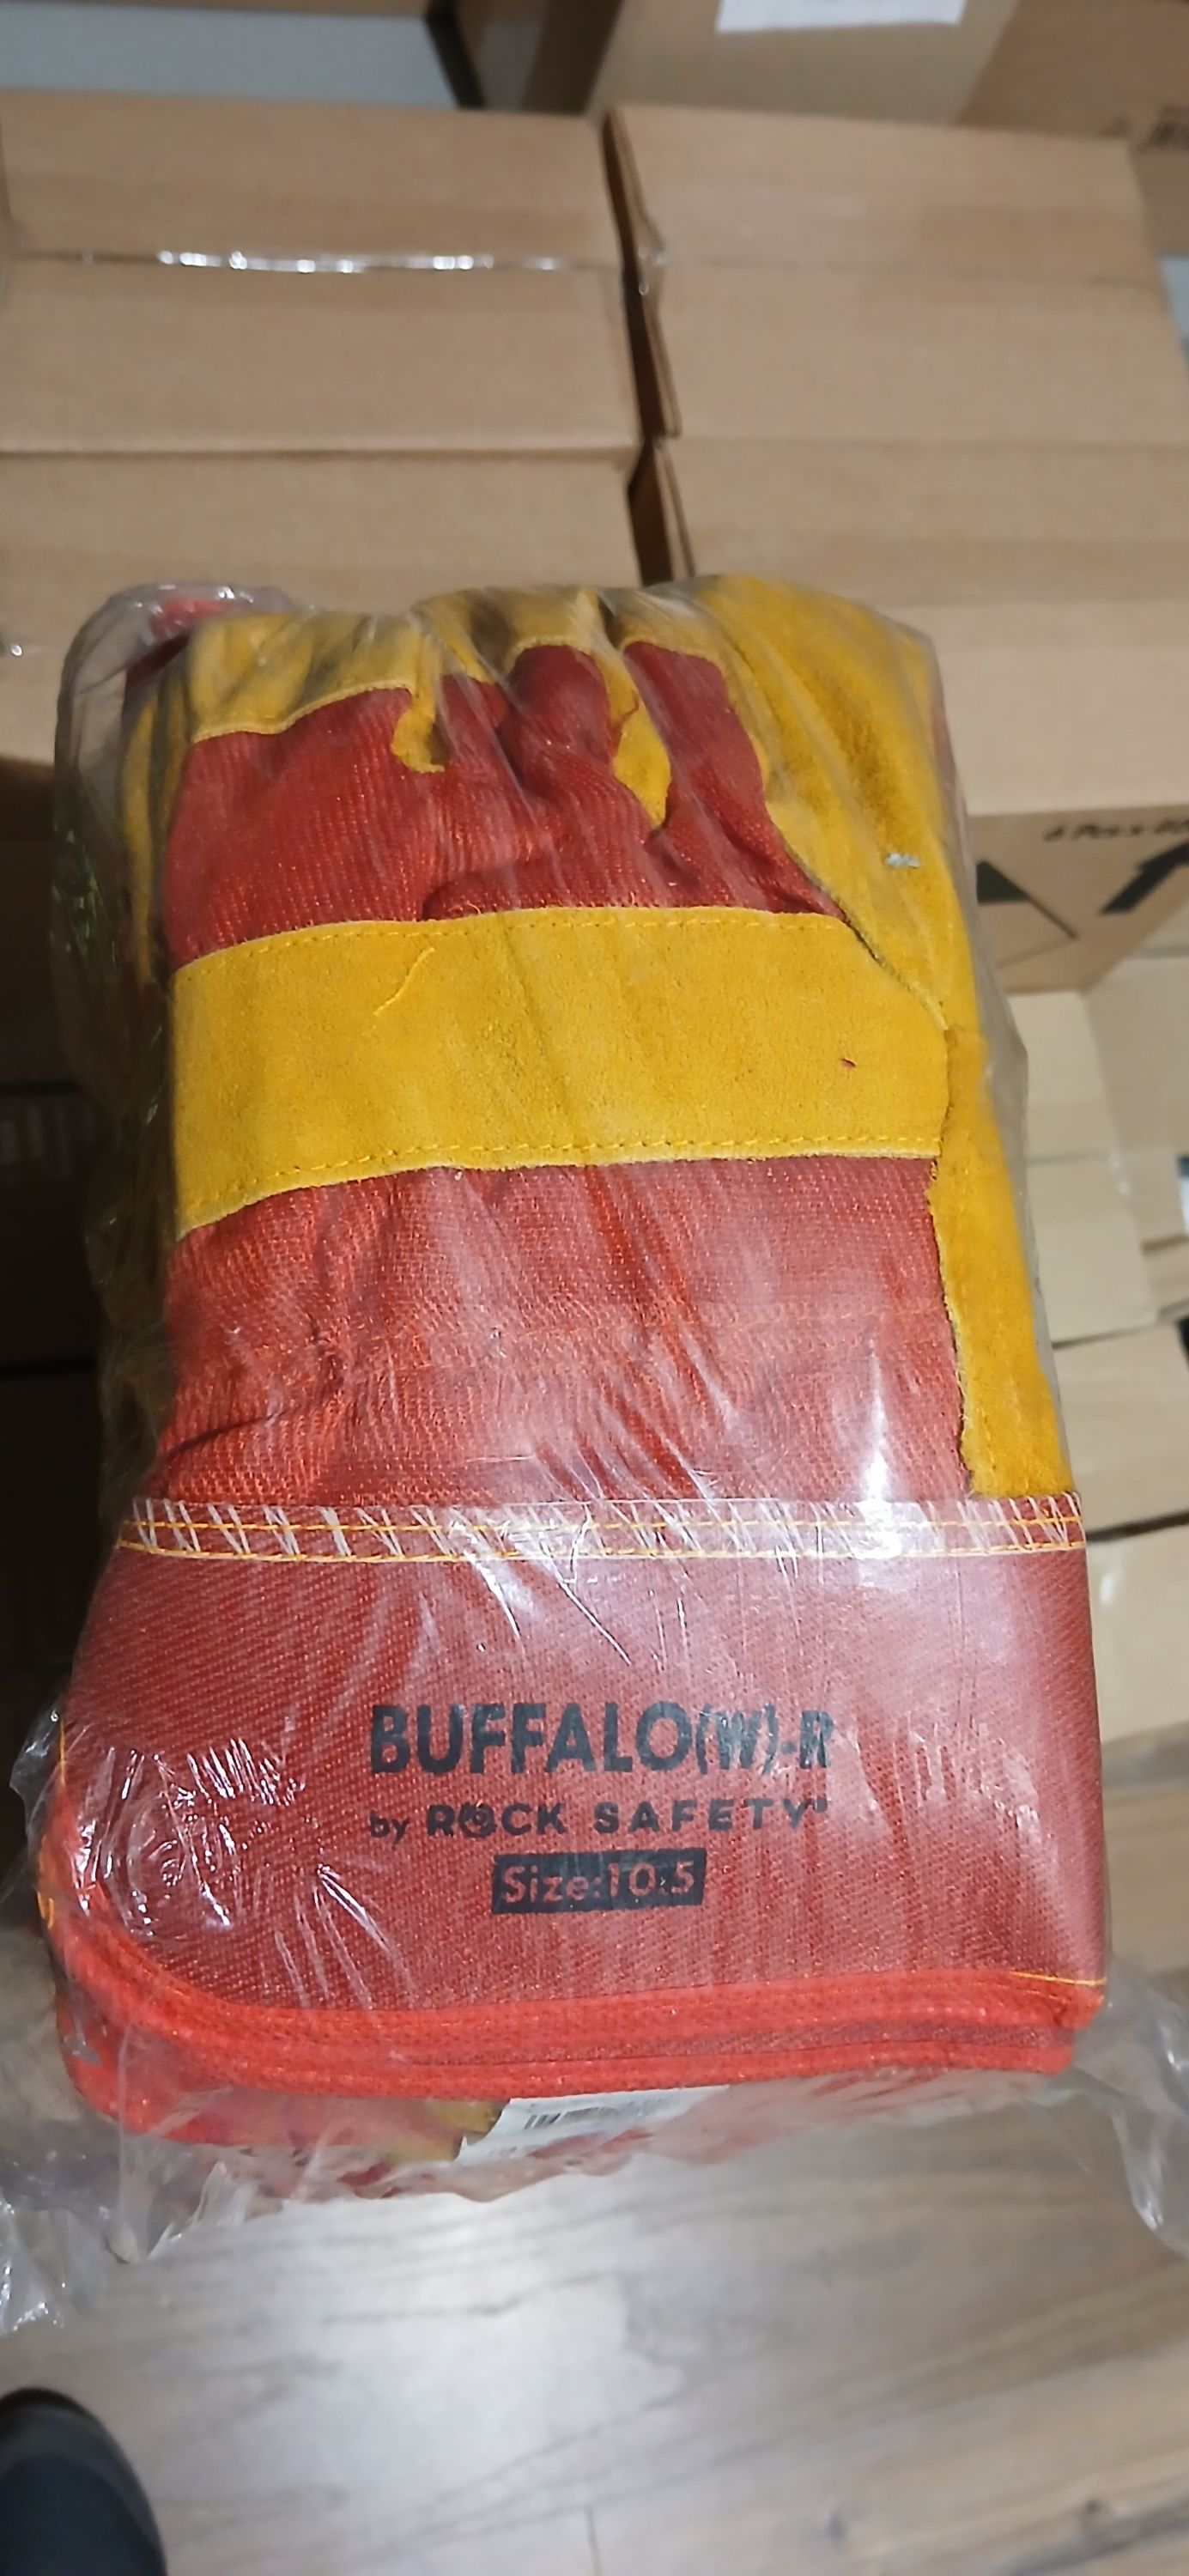 BUFFALO(W)-R
by ROCK SAFETY®
Size:10.5